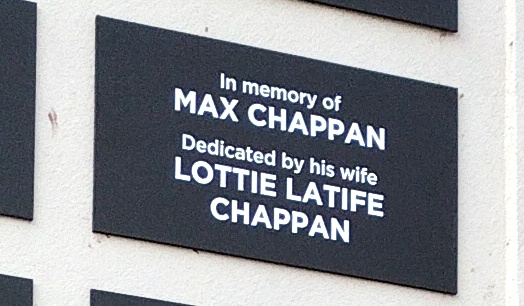 In memory of
MAX CHAPPAN
Dedicated by his wife
LOTTIE LATIFE
CHAPPAN